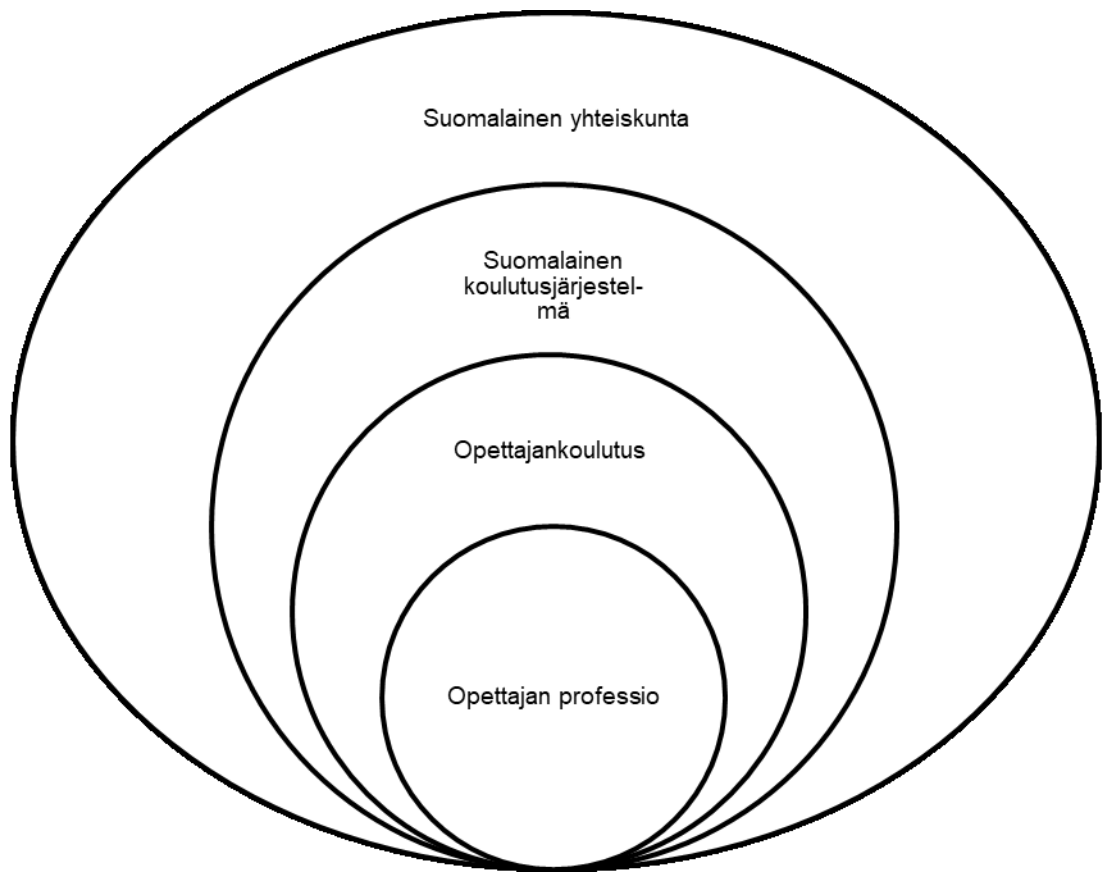 Suomalainen yhteiskunta
Suomalainen
koulutusjärjestel-
mä
Opettajankoulutus
Opettajan professio